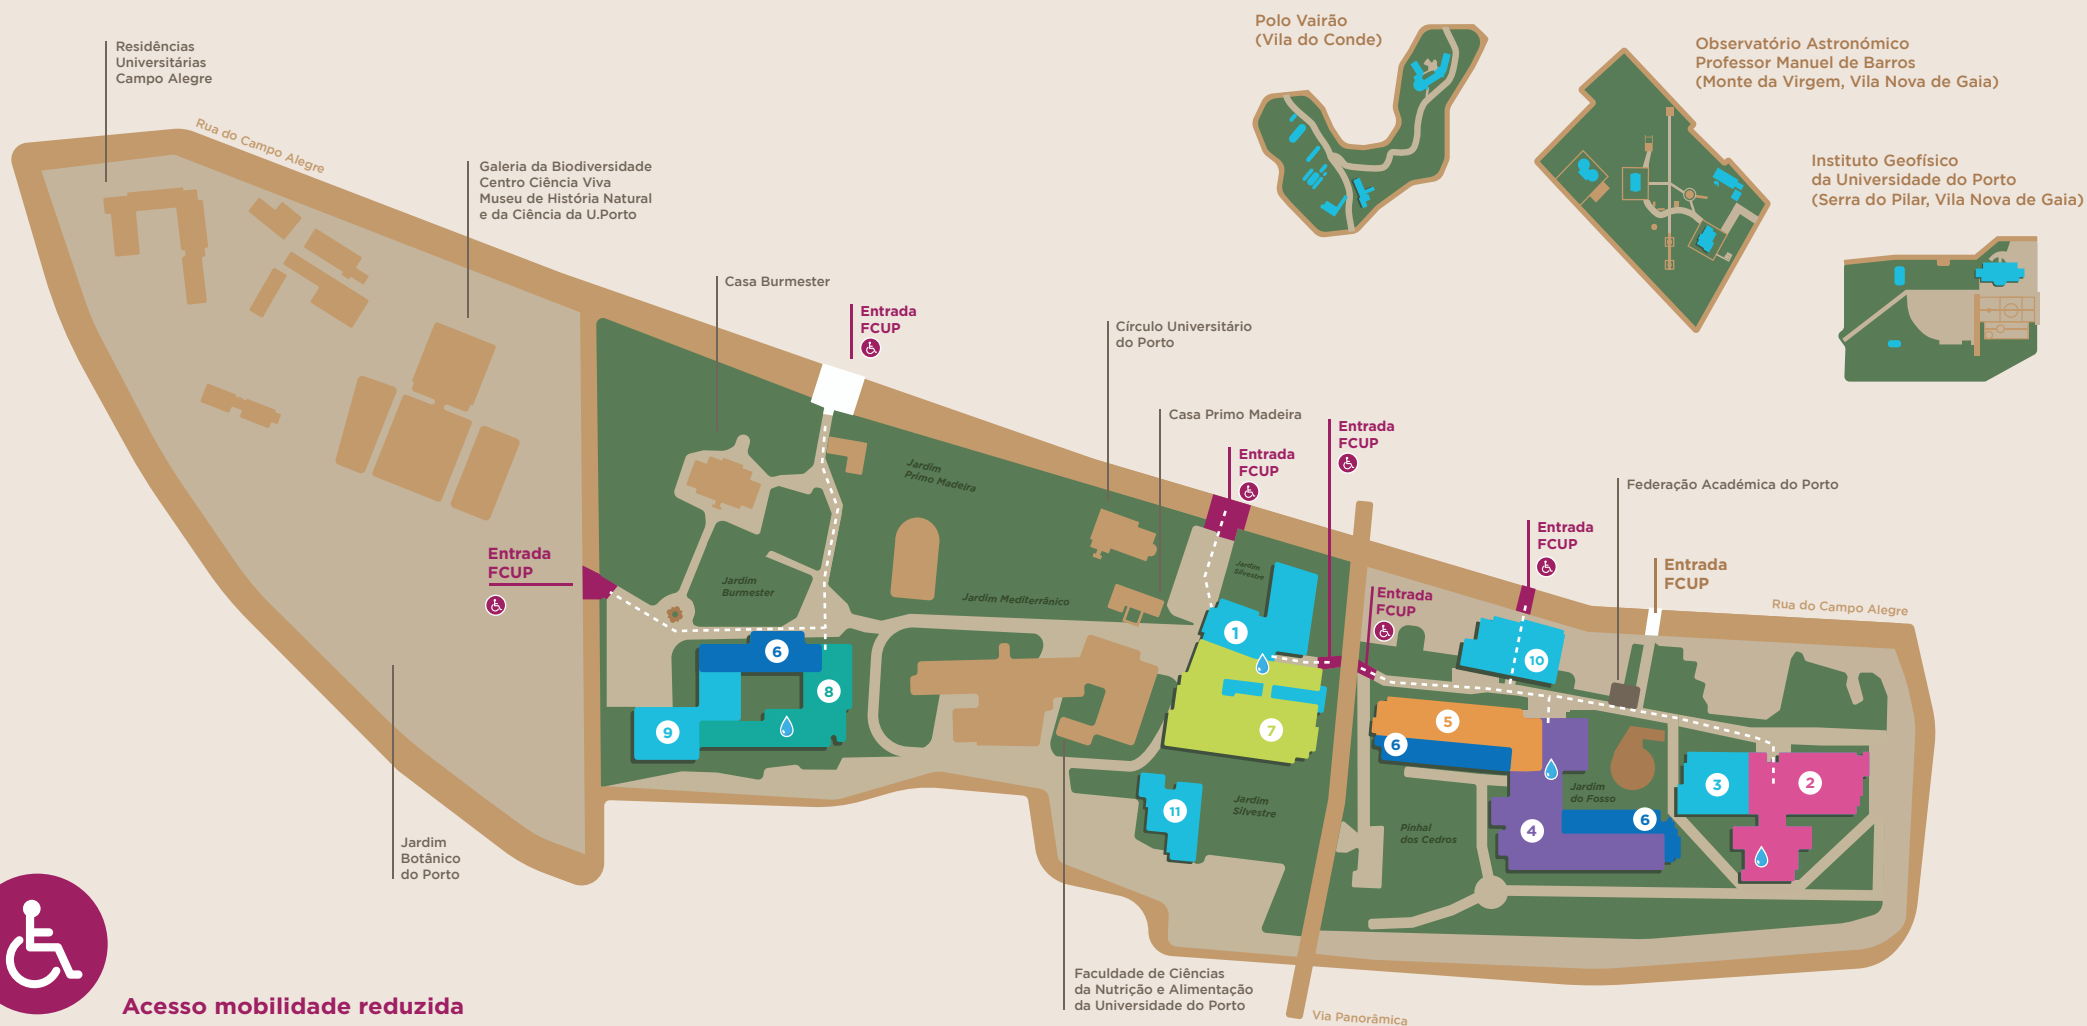 Polo Vairão
(Vila do Conde)
Observatório Astronómico
Professor Manuel de Barros
(Monte da Virgem, Vila Nova de Gaia)
Residências
Universitárias
Campo Alegre
Rua do Campo Alegre
Galeria da Biodiversidade
Centro Ciência Viva
Museu de História Natural
e da Ciência da U.Porto
Instituto Geofísico
da Universidade do Porto
(Serra do Pilar, Vila Nova de Gaia)
Casa Burmester
Entrada
FCUP
Círculo Universitário
do Porto
Casa Primo Madeira
Entrada
FCUP
Entrada
FCUP
Jardim
Primo Madeira
Federação Académica do Porto
Entrada
FCUP
Entrada
FCUP
Entrada
FCUP
Jardim
Silvestre
Jardim
Burmester
Jardim Mediterrânico
Entrada
FCUP
Rua do Campo Alegre
1
6
8
9
10
7
5
6
11
Jardim
Silvestre
Jardim
do Fosso
3
2
Pinhal
dos Cedros
4
6
Jardim
Botânico
do Porto
Faculdade de Ciências
da Nutrição e Alimentação
da Universidade do Porto
Via Panorâmica
Acesso mobilidade reduzida